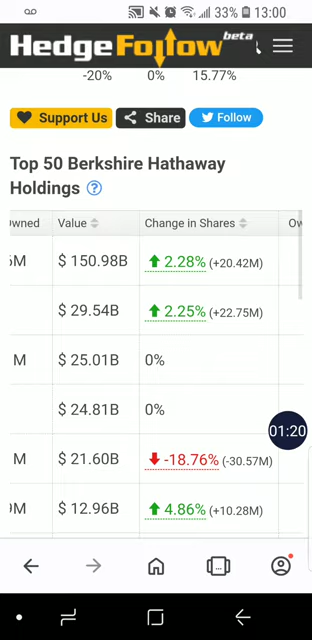 33% 13:00
HedgeFollow beta
-20% 0% 15.77%
Support Us Share Follow
Top 50 Berkshire Hathaway
Holdings ?
Value Change in Shares
$ 150.98B 2.28% (+20.42M)
$ 29.54B 2.25% (+22.75M)
M $ 25.01B 0%
$ 24.81B 0%
01:20
M $ 21.60B -18.76% (-30.57M)
M $ 12.96B 4.86% (+10.28M)